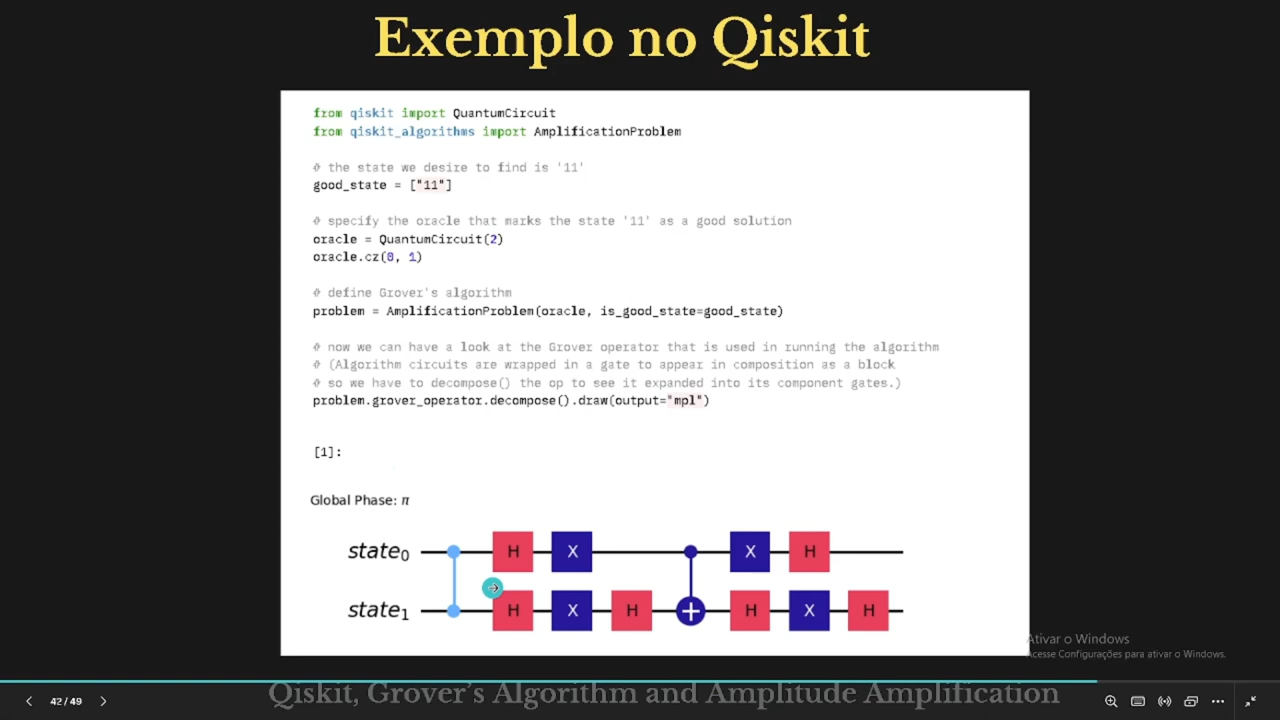 Exemplo no Qiskit
from qiskit import QuantumCircuit
from qiskit_algorithms import AmplificationProblem
# the state we desire to find is '11'
good_state = ["11"]
# specify the oracle that marks the state '11' as a good solution
oracle = QuantumCircuit(2)
oracle.cz(0, 1)
# define Grover's algorithm
problem = AmplificationProblem(oracle, is_good_state=good_state)
# now we can have a look at the Grover operator that is used in running the algorithm
# (Algorithm circuits are wrapped in a gate to appear in composition as a block
# so we have to decompose() the op to see it expanded into its component gates.)
problem.grover_operator.decompose().draw(output="mpl")
[1]:
Global Phase: π
state₀ H X X H
state₁ H X H + H X H
Ativar o Windows
Acesse Configurações para ativar o Windows.
Qiskit, Grover's Algorithm and Amplitude Amplification
42 / 49